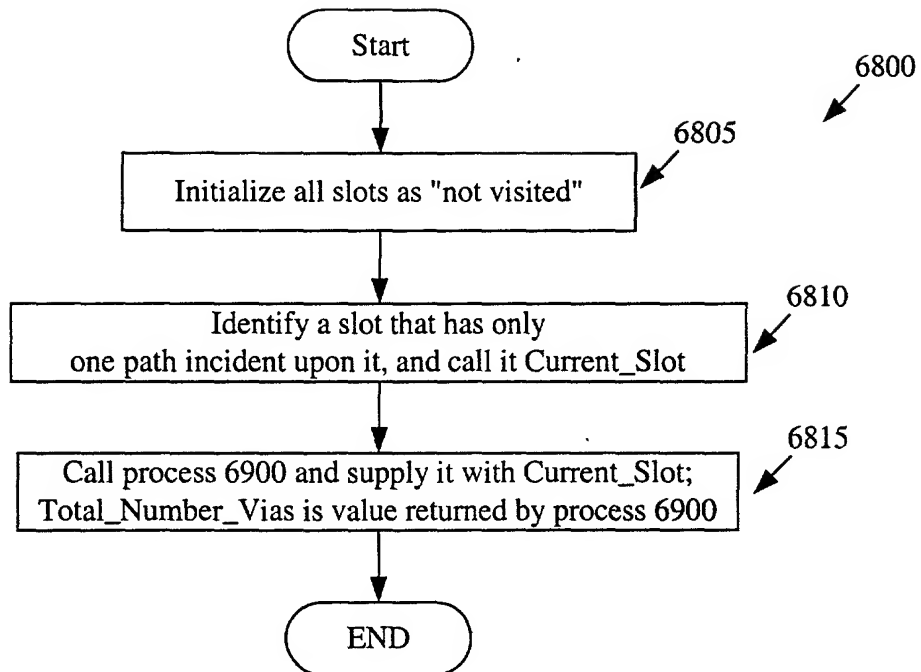 Start
6800
6805
Initialize all slots as "not visited"
6810
Identify a slot that has only
one path incident upon it, and call it Current_Slot
6815
Call process 6900 and supply it with Current_Slot;
Total_Number_Vias is value returned by process 6900
END